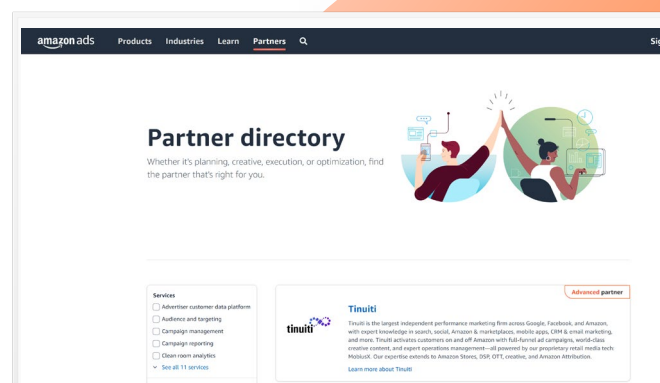 amazon ads Products Industries Learn Partners Sig
Partner directory
Whether it's planning, creative, execution, or optimization, find
the partner that's right for you.
Services
Advertiser customer data platform
Audience and targeting
Campaign management
Campaign reporting
Clean room analytics
See all 11 services
Advanced partner
tinuiti
Tinuiti
Tinuiti is the largest independent performance marketing firm across Google, Facebook, and Amazon,
with expert knowledge in search, social, Amazon & marketplaces, mobile apps, CRM & email marketing,
and more. Tinuiti activates customers on and off Amazon with full-funnel ad campaigns, world-class
creative content, and expert operations management—all powered by our proprietary retail media tech
MobiusX. Our expertise extends to Amazon Stores, DSP, OTT, creative, and Amazon Attribution.
Learn more about Tinuiti